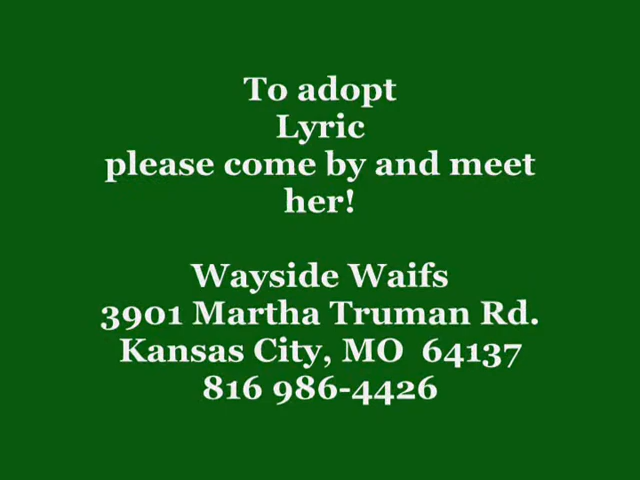 To adopt
Lyric
please come by and meet
her!
Wayside Waifs
3901 Martha Truman Rd.
Kansas City, MO  64137
816 986-4426